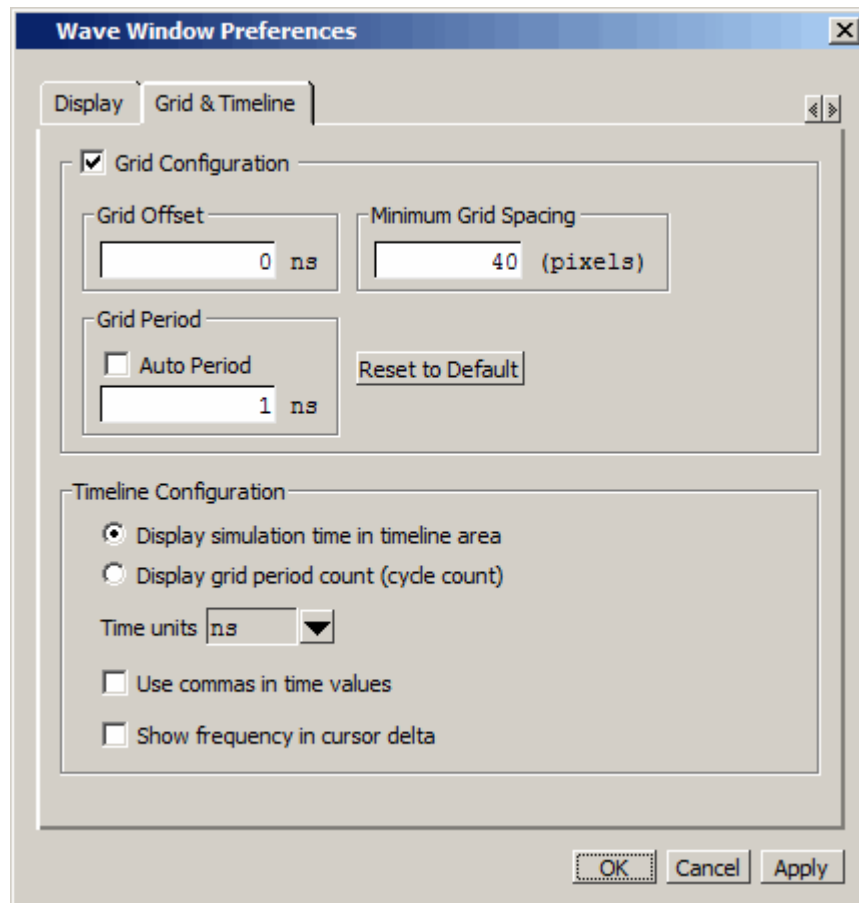 Wave Window Preferences
Display
Grid & Timeline
Grid Configuration
Grid Offset
0 ns
Minimum Grid Spacing
40 (pixels)
Grid Period
Auto Period
1 ns
Reset to Default
Timeline Configuration
Display simulation time in timeline area
Display grid period count (cycle count)
Time units ns
Use commas in time values
Show frequency in cursor delta
OK Cancel Apply